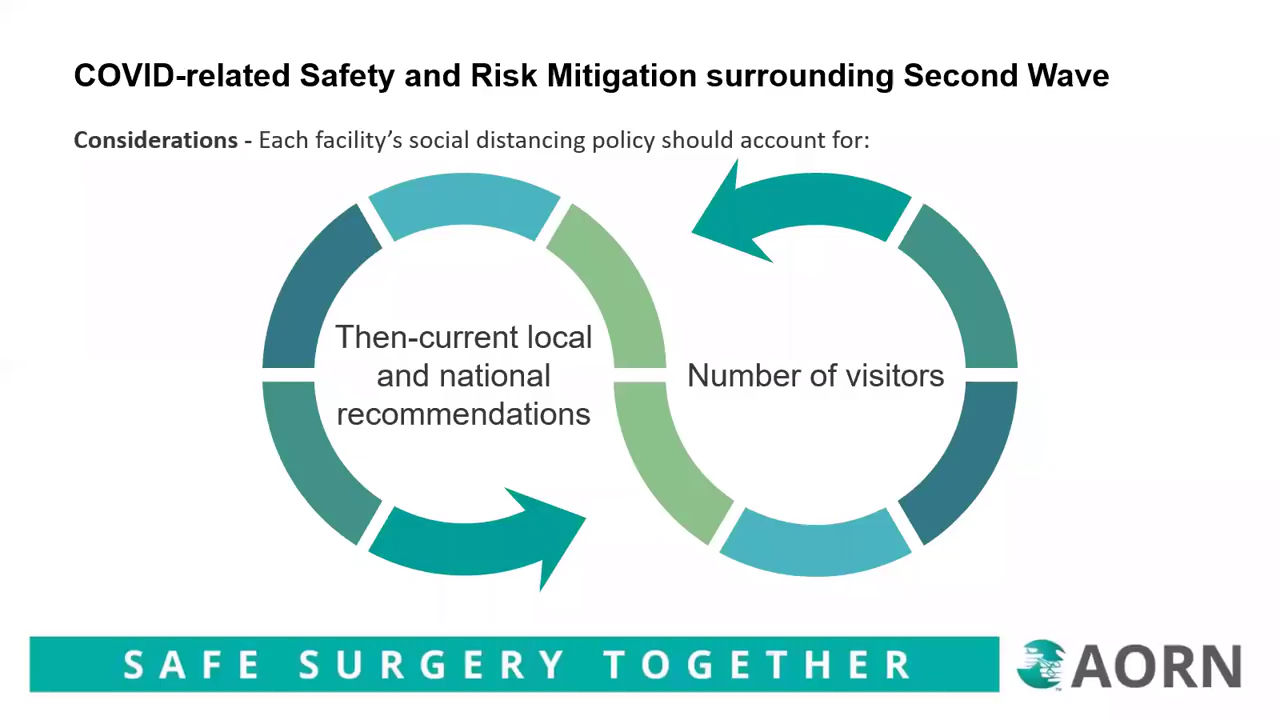 COVID-related Safety and Risk Mitigation surrounding Second Wave
Considerations - Each facility’s social distancing policy should account for:
Then-current local
and national
recommendations
Number of visitors
SAFE SURGERY TOGETHER
AORN